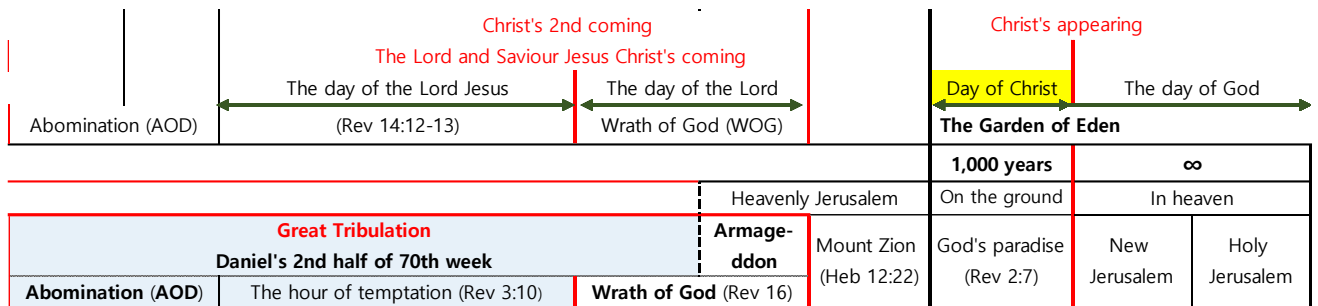 Christ's 2nd coming
Christ's appearing
The Lord and Saviour Jesus Christ's coming
The day of the Lord Jesus
The day of the Lord
Day of Christ
The day of God
Abomination (AOD)
(Rev 14:12-13)
Wrath of God (WOG)
The Garden of Eden
1,000 years
∞
Heavenly Jerusalem
On the ground
In heaven
Great Tribulation
Daniel's 2nd half of 70th week
Armage-
ddon
Mount Zion
(Heb 12:22)
God's paradise
(Rev 2:7)
New
Jerusalem
Holy
Jerusalem
Abomination (AOD)
The hour of temptation (Rev 3:10)
Wrath of God (Rev 16)